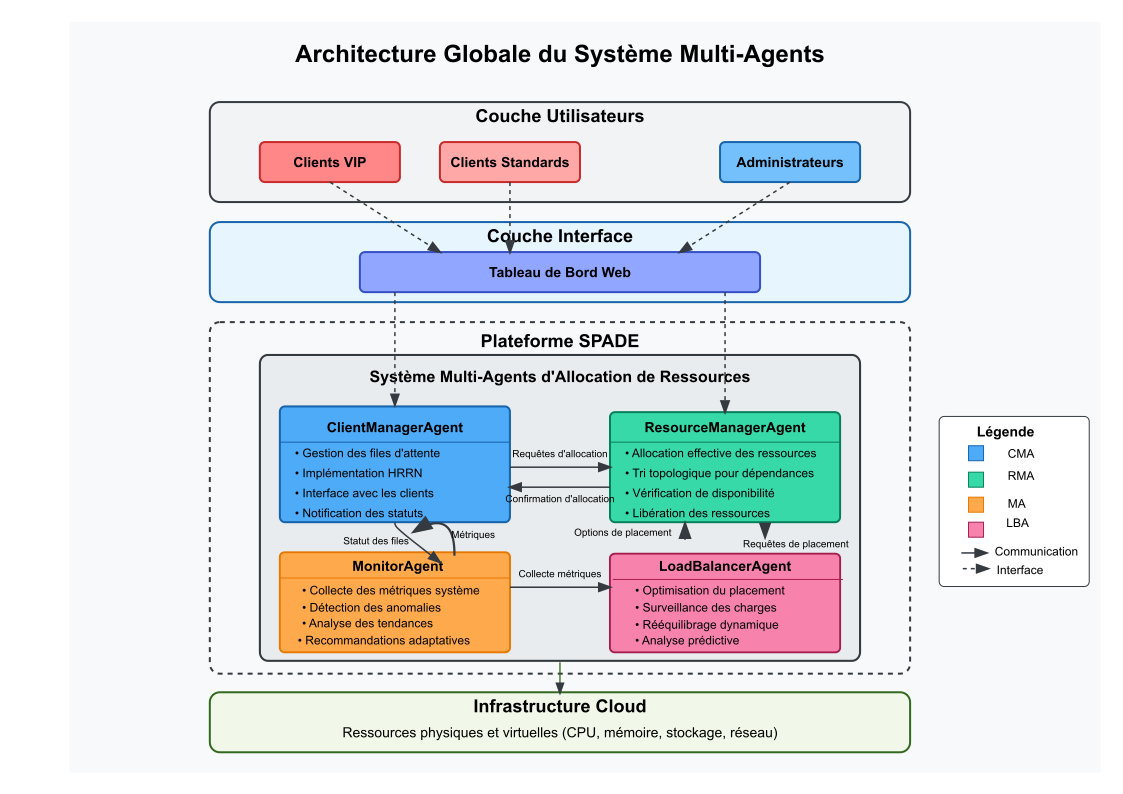 Architecture Globale du Système Multi-Agents
Couche Utilisateurs
Clients VIP
Clients Standards
Administrateurs
Couche Interface
Tableau de Bord Web
Plateforme SPADE
Système Multi-Agents d'Allocation de Ressources
ClientManagerAgent
• Gestion des files d'attente
• Implémentation HRRN
• Interface avec les clients
• Notification des statuts
Requêtes d'allocation
Confirmation d'allocation
ResourceManagerAgent
• Allocation effective des ressources
• Tri topologique pour dépendances
• Vérification de disponibilité
• Libération des ressources
Statut des files
Métriques
Options de placement
Requêtes de placement
MonitorAgent
• Collecte des métriques système
• Détection des anomalies
• Analyse des tendances
• Recommandations adaptatives
Collecte métriques
LoadBalancerAgent
• Optimisation du placement
• Surveillance des charges
• Rééquilibrage dynamique
• Analyse prédictive
Légende
CMA
RMA
MA
LBA
Communication
Interface
Infrastructure Cloud
Ressources physiques et virtuelles (CPU, mémoire, stockage, réseau)